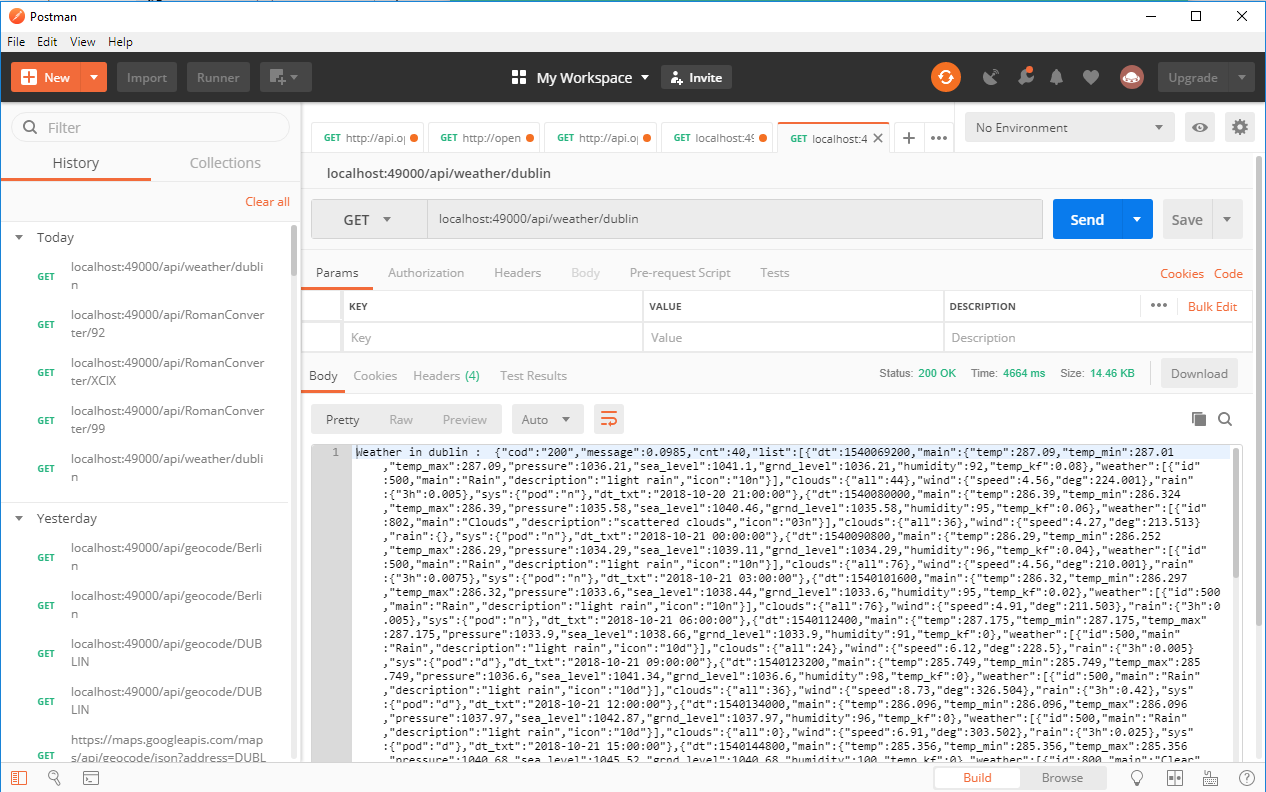 Postman
File Edit View Help
New Import Runner My Workspace Invite Upgrade
Filter
History Collections
Clear all
Today
GET localhost:49000/api/weather/dubli
n
GET localhost:49000/api/RomanConver
ter/92
GET localhost:49000/api/RomanConver
ter/XCIX
GET localhost:49000/api/RomanConver
ter/99
GET localhost:49000/api/weather/dubli
n
Yesterday
GET localhost:49000/api/geocode/Berli
n
GET localhost:49000/api/geocode/Berli
n
GET localhost:49000/api/geocode/DUB
LIN
GET localhost:49000/api/geocode/DUB
LIN
GET https://maps.googleapis.com/map
s/api/geocode/json?address=DUBL
GET http://api.o GET http://open GET http://api.o GET localhost:49 GET localhost:4
No Environment
localhost:49000/api/weather/dublin
GET localhost:49000/api/weather/dublin Send Save
Params Authorization Headers Body Pre-request Script Tests Cookies Code
KEY VALUE DESCRIPTION Bulk Edit
Key Value Description
Body Cookies Headers (4) Test Results Status: 200 OK Time: 4664 ms Size: 14.46 KB Download
Pretty Raw Preview Auto
1 Weather in dublin :  {"cod":"200","message":0.0985,"cnt":40,"list":[{"dt":1540069200,"main":{"temp":287.09,"temp_min":287.01
,"temp_max":287.09,"pressure":1036.21,"sea_level":1041.1,"grnd_level":1036.21,"humidity":92,"temp_kf":0.08},"weather":[{"id"
:500,"main":"Rain","description":"light rain","icon":"10n"}],"clouds":{"all":44},"wind":{"speed":4.56,"deg":224.001},"rain"
:{"3h":0.005},"sys":{"pod":"n"},"dt_txt":"2018-10-20 21:00:00"},{"dt":1540080000,"main":{"temp":286.39,"temp_min":286.324
,"temp_max":286.39,"pressure":1035.58,"sea_level":1040.46,"grnd_level":1035.58,"humidity":95,"temp_kf":0.06},"weather":[{"id"
:802,"main":"Clouds","description":"scattered clouds","icon":"03n"}],"clouds":{"all":36},"wind":{"speed":4.27,"deg":213.513}
,"rain":{},"sys":{"pod":"n"},"dt_txt":"2018-10-21 00:00:00"},{"dt":1540090800,"main":{"temp":286.29,"temp_min":286.252
,"temp_max":286.29,"pressure":1034.29,"sea_level":1039.11,"grnd_level":1034.29,"humidity":96,"temp_kf":0.04},"weather":[{"id"
:500,"main":"Rain","description":"light rain","icon":"10n"}],"clouds":{"all":76},"wind":{"speed":4.56,"deg":210.001},"rain"
:{"3h":0.0075},"sys":{"pod":"n"},"dt_txt":"2018-10-21 03:00:00"},{"dt":1540101600,"main":{"temp":286.32,"temp_min":286.297
,"temp_max":286.32,"pressure":1033.6,"sea_level":1038.44,"grnd_level":1033.6,"humidity":95,"temp_kf":0.02},"weather":[{"id":500
,"main":"Rain","description":"light rain","icon":"10n"}],"clouds":{"all":76},"wind":{"speed":4.91,"deg":211.503},"rain":{"3h":0
.005},"sys":{"pod":"n"},"dt_txt":"2018-10-21 06:00:00"},{"dt":1540112400,"main":{"temp":287.175,"temp_min":287.175,"temp_max"
:287.175,"pressure":1033.9,"sea_level":1038.66,"grnd_level":1033.9,"humidity":91,"temp_kf":0},"weather":[{"id":500,"main"
:"Rain","description":"light rain","icon":"10d"}],"clouds":{"all":24},"wind":{"speed":6.12,"deg":228.5},"rain":{"3h":0.005}
,"sys":{"pod":"d"},"dt_txt":"2018-10-21 09:00:00"},{"dt":1540123200,"main":{"temp":285.749,"temp_min":285.749,"temp_max":285
.749,"pressure":1036.6,"sea_level":1041.34,"grnd_level":1036.6,"humidity":98,"temp_kf":0},"weather":[{"id":500,"main":"Rain"
,"description":"light rain","icon":"10d"}],"clouds":{"all":36},"wind":{"speed":8.73,"deg":326.504},"rain":{"3h":0.42},"sys"
:{"pod":"d"},"dt_txt":"2018-10-21 12:00:00"},{"dt":1540134000,"main":{"temp":286.096,"temp_min":286.096,"temp_max":286.096
,"pressure":1037.97,"sea_level":1042.87,"grnd_level":1037.97,"humidity":96,"temp_kf":0},"weather":[{"id":500,"main":"Rain"
,"description":"light rain","icon":"10d"}],"clouds":{"all":0},"wind":{"speed":6.91,"deg":303.502},"rain":{"3h":0.025},"sys"
:{"pod":"d"},"dt_txt":"2018-10-21 15:00:00"},{"dt":1540144800,"main":{"temp":285.356,"temp_min":285.356,"temp_max":285.356
,"pressure":1040.68,"sea_level":1045.52,"grnd_level":1040.68,"humidity":100,"temp_kf":0},"weather":[{"id":800,"main":"Clear"
Build Browse